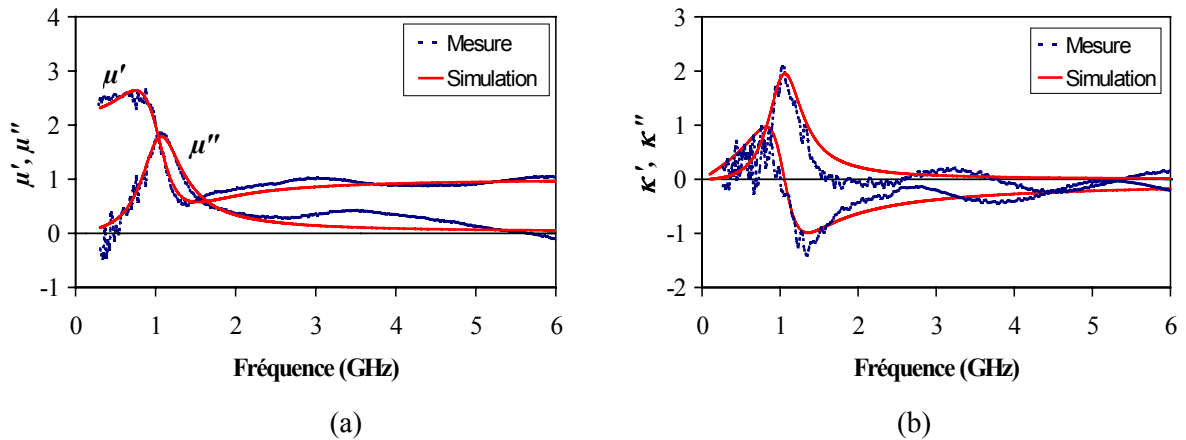 4
3
2
1
0
-1
μ', μ''
μ'
μ''
Mesure
Simulation
0 1 2 3 4 5 6
Fréquence (GHz)
(a)
3
2
1
0
-1
-2
κ', κ''
Mesure
Simulation
0 1 2 3 4 5 6
Fréquence (GHz)
(b)